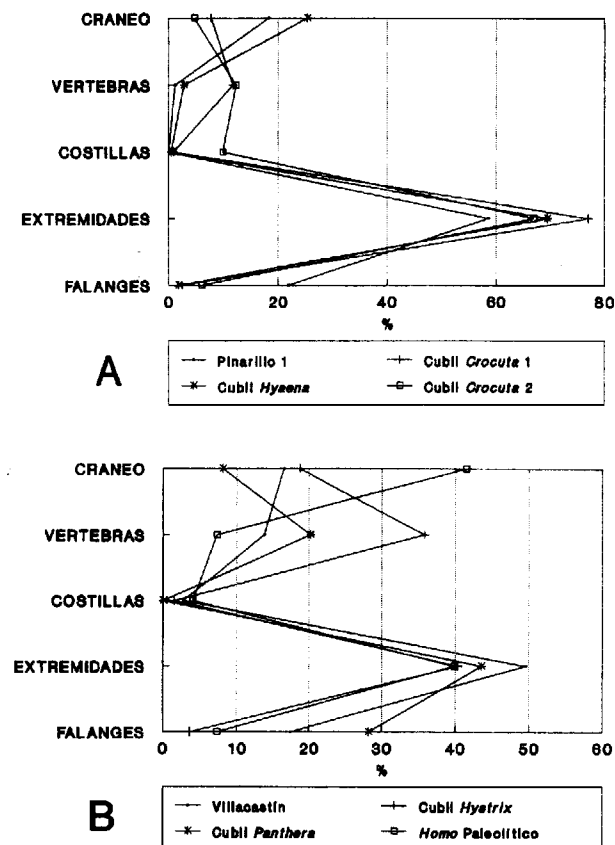 CRANEO
VERTEBRAS
COSTILLAS
EXTREMIDADES
FALANGES
0 20 40 60 80
%
A
Pinarillo 1 Cubil Crocuta 1
Cubil Hyaena Cubil Crocuta 2
CRANEO
VERTEBRAS
COSTILLAS
EXTREMIDADES
FALANGES
0 10 20 30 40 50 60
%
B
Villacastín Cubil Hystrix
Cubil Panthera Homo Paleolítico